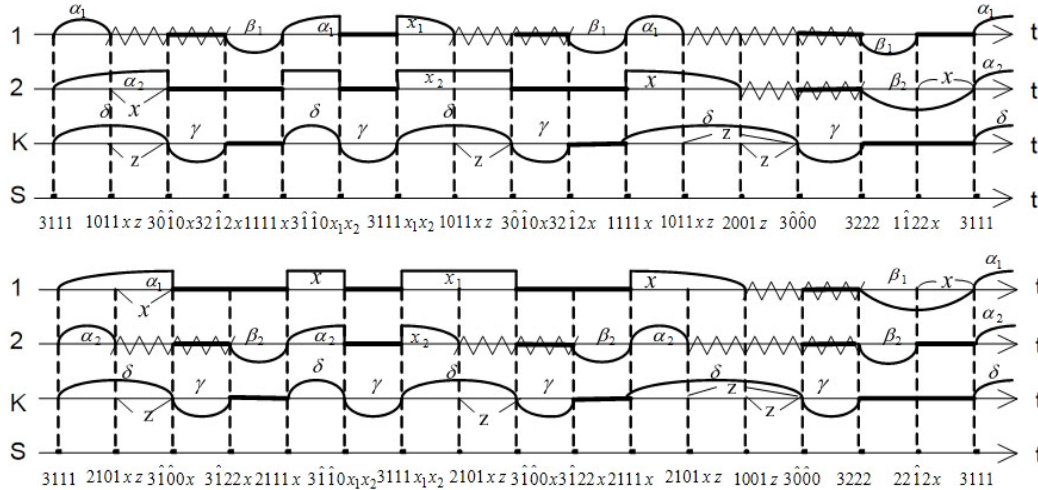 α₁ β₁ α₁ x₁ β₁ α₁ β₁ α₁
1 t
α₂ x x₂ x β₂ x α₂
2 t
δ γ δ γ δ γ δ γ δ
K z z z z t
S t
3111 1011xz 30̂1̂0x 321̂2x 1111x 31̂1̂0x₁x₂ 3111x₁x₂ 1011xz 30̂1̂0x 321̂2x 1111x 1011xz 2001z 30̂0̂0 3222 11̂22x 3111
α₁ x x₁ x β₁ x α₁
1 t
x
α₂ β₂ α₂ x₂ β₂ α₂ β₂ α₂
2 t
δ γ δ γ δ γ δ γ δ
K z z z z t
S t
3111 2101xz 31̂0̂0x 31̂22x 2111x 31̂1̂0x₁x₂ 3111x₁x₂ 2101xz 31̂0̂0x 31̂22x 2111x 2101xz 1001z 30̂0̂0 3222 221̂2x 3111